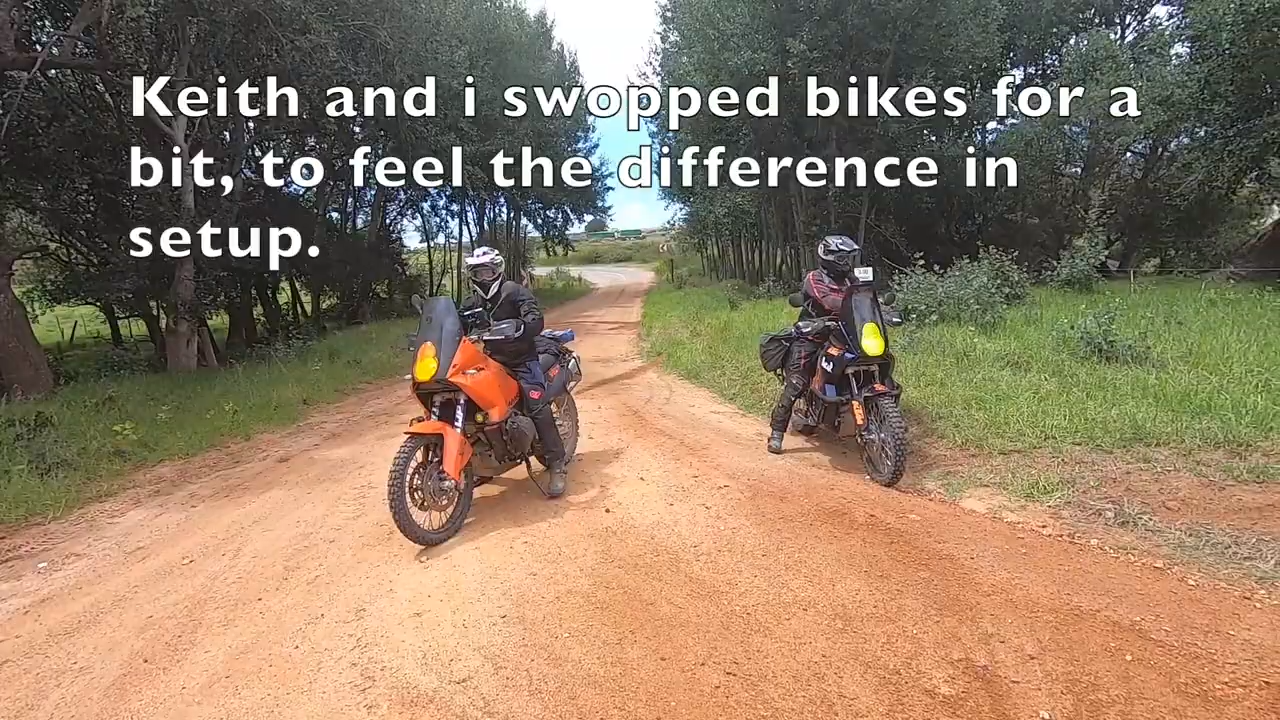 Keith and i swopped bikes for a
bit, to feel the difference in
setup.